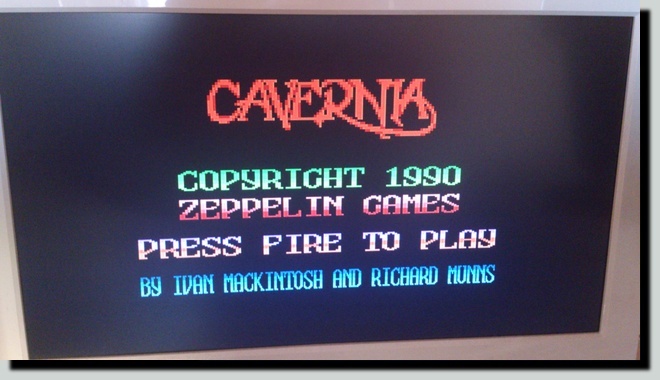 CAVERNIA
COPYRIGHT 1990
ZEPPELIN GAMES
PRESS FIRE TO PLAY
BY IVAN MACKINTOSH AND RICHARD MUNNS